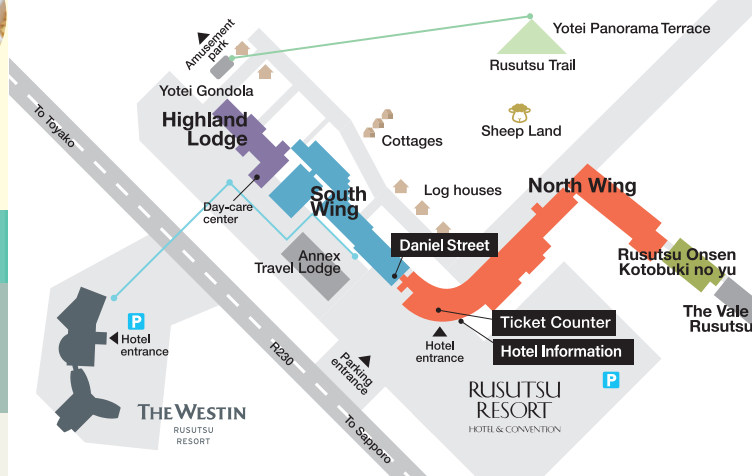 Amusement
park
Yotei Panorama Terrace
Rusutsu Trail
Yotei Gondola
To Toyako
Highland
Lodge
Cottages
Sheep Land
South
Wing
Log houses
North Wing
Day-care
center
Daniel Street
Annex
Travel Lodge
Rusutsu Onsen
Kotobuki no yu
The Vale
Rusutsu
Ticket Counter
Hotel Information
Hotel
entrance
P
Hotel
entrance
R230
Parking
entrance
P
RUSUTSU
RESORT
HOTEL & CONVENTION
THE WESTIN
RUSUTSU
RESORT
To Sapporo